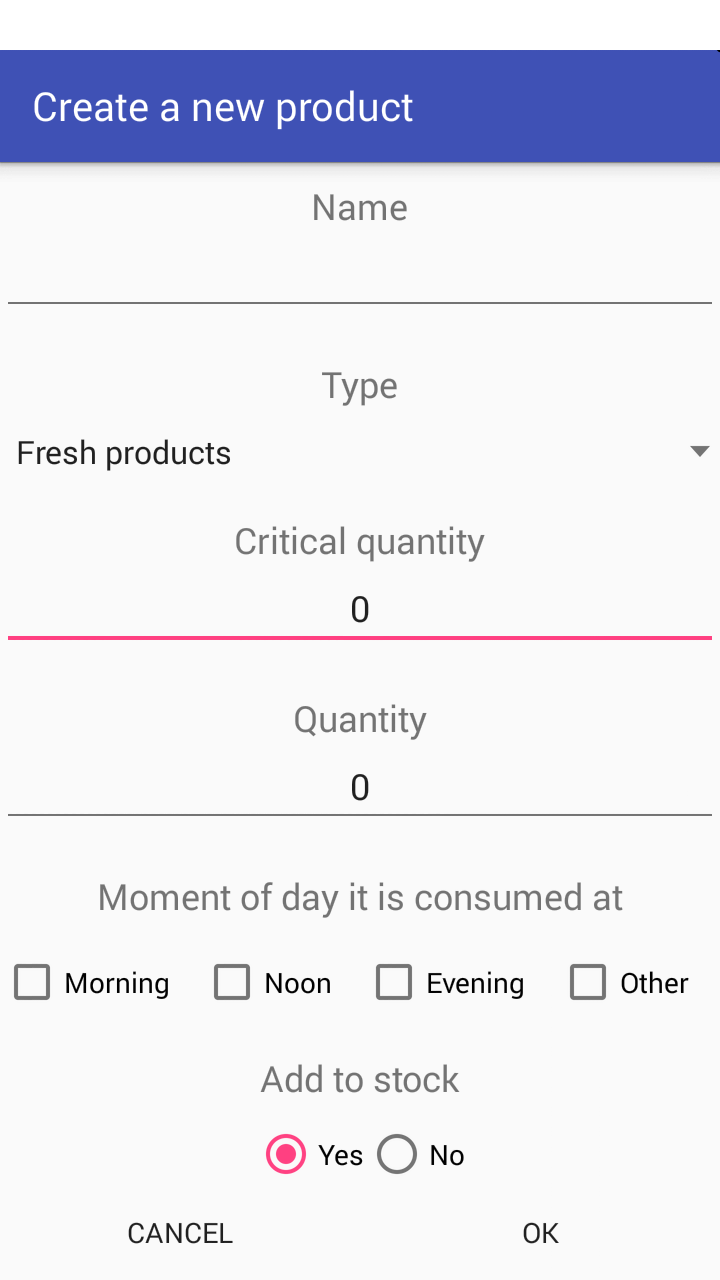 Create a new product
Name
Type
Fresh products
Critical quantity
0
Quantity
0
Moment of day it is consumed at
Morning Noon Evening Other
Add to stock
Yes No
CANCEL OK